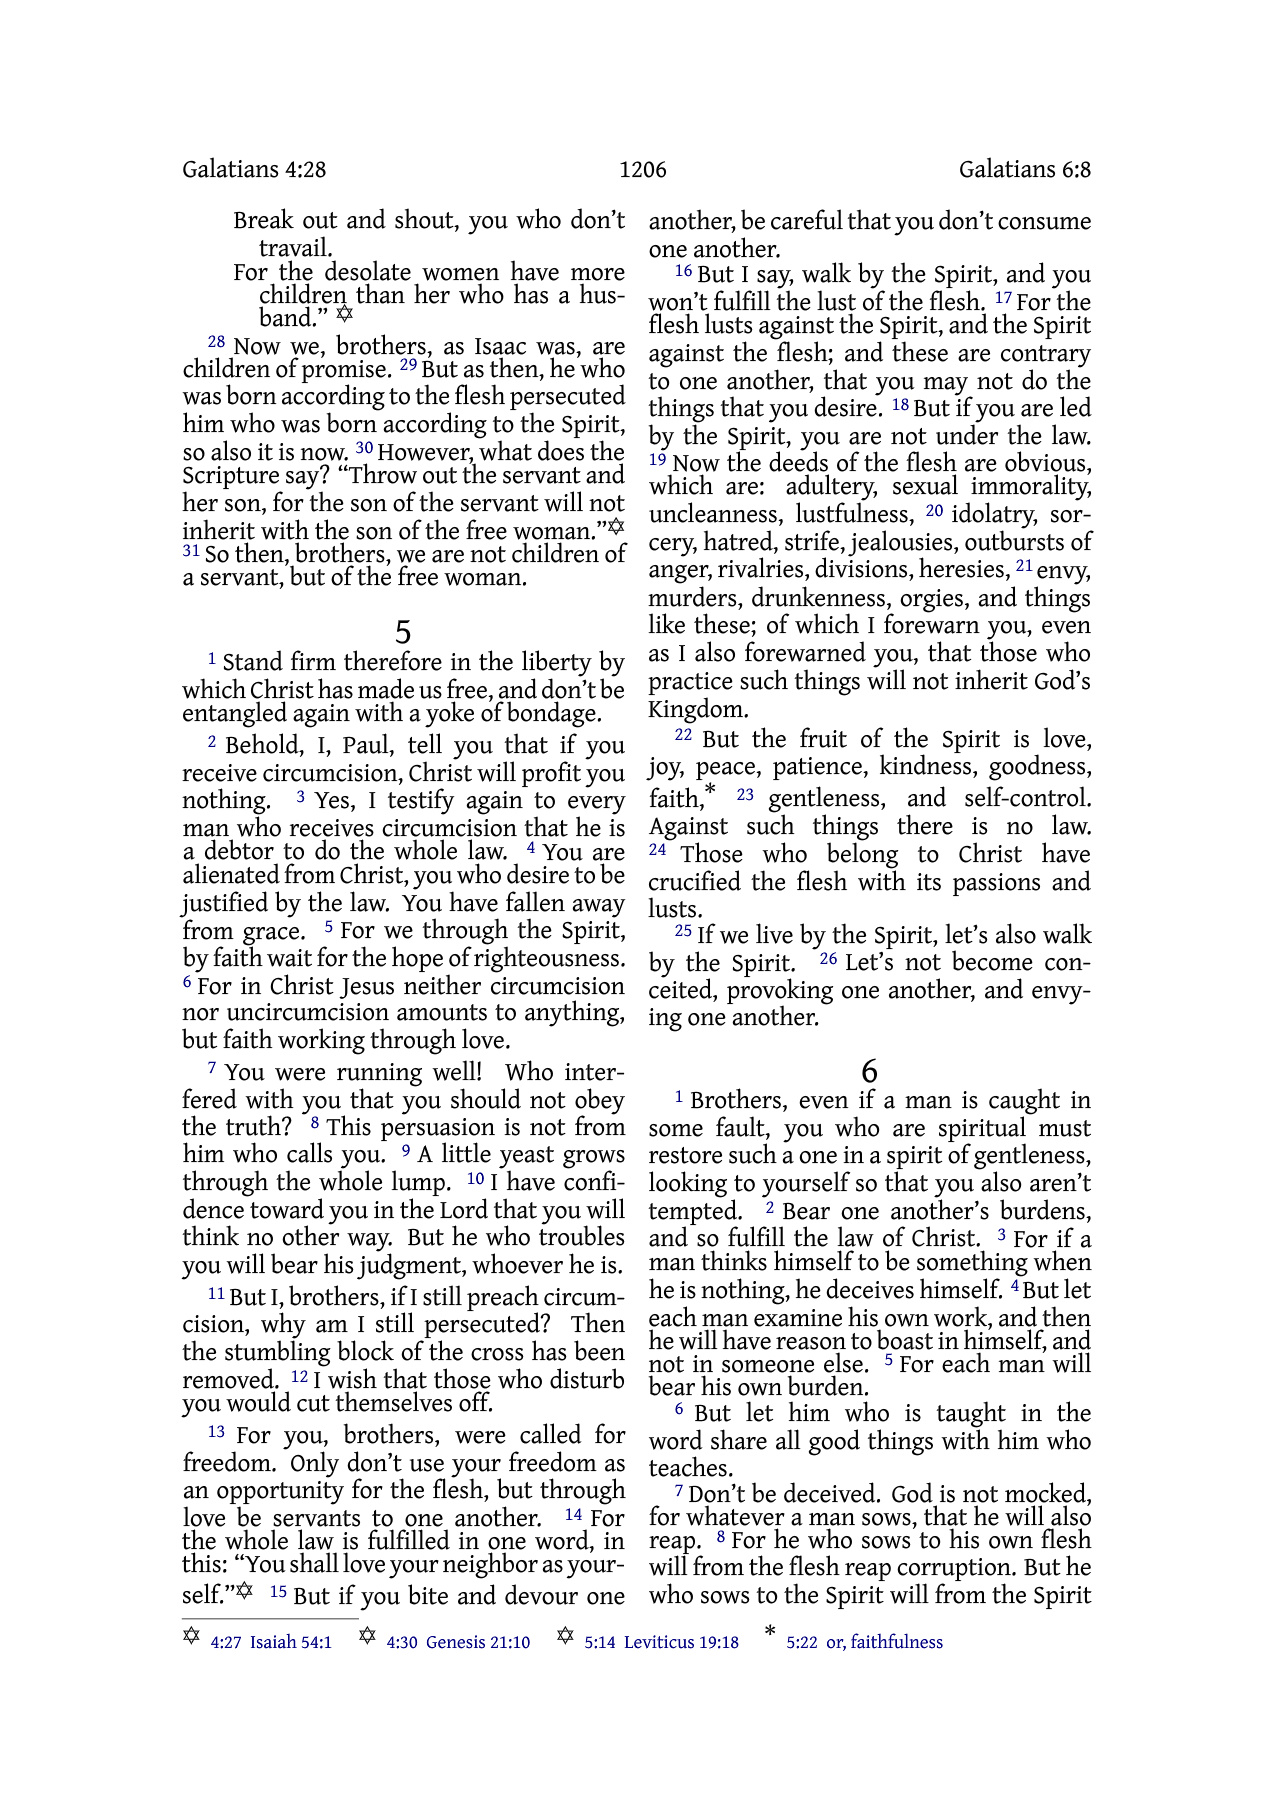 Galatians 4:28 1206 Galatians 6:8
Break out and shout, you who don’t
travail.
For the desolate women have more
children than her who has a hus-
band.” ✡
28 Now we, brothers, as Isaac was, are
children of promise. 29 But as then, he who
was born according to the flesh persecuted
him who was born according to the Spirit,
so also it is now. 30 However, what does the
Scripture say? “Throw out the servant and
her son, for the son of the servant will not
inherit with the son of the free woman.”✡
31 So then, brothers, we are not children of
a servant, but of the free woman.
5
1 Stand firm therefore in the liberty by
which Christ has made us free, and don’t be
entangled again with a yoke of bondage.
2 Behold, I, Paul, tell you that if you
receive circumcision, Christ will profit you
nothing. 3 Yes, I testify again to every
man who receives circumcision that he is
a debtor to do the whole law. 4 You are
alienated from Christ, you who desire to be
justified by the law. You have fallen away
from grace. 5 For we through the Spirit,
by faith wait for the hope of righteousness.
6 For in Christ Jesus neither circumcision
nor uncircumcision amounts to anything,
but faith working through love.
7 You were running well! Who inter-
fered with you that you should not obey
the truth? 8 This persuasion is not from
him who calls you. 9 A little yeast grows
through the whole lump. 10 I have confi-
dence toward you in the Lord that you will
think no other way. But he who troubles
you will bear his judgment, whoever he is.
11 But I, brothers, if I still preach circum-
cision, why am I still persecuted? Then
the stumbling block of the cross has been
removed. 12 I wish that those who disturb
you would cut themselves off.
13 For you, brothers, were called for
freedom. Only don’t use your freedom as
an opportunity for the flesh, but through
love be servants to one another. 14 For
the whole law is fulfilled in one word, in
this: “You shall love your neighbor as your-
self.”✡ 15 But if you bite and devour one
another, be careful that you don’t consume
one another.
16 But I say, walk by the Spirit, and you
won’t fulfill the lust of the flesh. 17 For the
flesh lusts against the Spirit, and the Spirit
against the flesh; and these are contrary
to one another, that you may not do the
things that you desire. 18 But if you are led
by the Spirit, you are not under the law.
19 Now the deeds of the flesh are obvious,
which are: adultery, sexual immorality,
uncleanness, lustfulness, 20 idolatry, sor-
cery, hatred, strife, jealousies, outbursts of
anger, rivalries, divisions, heresies, 21 envy,
murders, drunkenness, orgies, and things
like these; of which I forewarn you, even
as I also forewarned you, that those who
practice such things will not inherit God’s
Kingdom.
22 But the fruit of the Spirit is love,
joy, peace, patience, kindness, goodness,
faith,* 23 gentleness, and self-control.
Against such things there is no law.
24 Those who belong to Christ have
crucified the flesh with its passions and
lusts.
25 If we live by the Spirit, let’s also walk
by the Spirit. 26 Let’s not become con-
ceited, provoking one another, and envy-
ing one another.
6
1 Brothers, even if a man is caught in
some fault, you who are spiritual must
restore such a one in a spirit of gentleness,
looking to yourself so that you also aren’t
tempted. 2 Bear one another’s burdens,
and so fulfill the law of Christ. 3 For if a
man thinks himself to be something when
he is nothing, he deceives himself. 4 But let
each man examine his own work, and then
he will have reason to boast in himself, and
not in someone else. 5 For each man will
bear his own burden.
6 But let him who is taught in the
word share all good things with him who
teaches.
7 Don’t be deceived. God is not mocked,
for whatever a man sows, that he will also
reap. 8 For he who sows to his own flesh
will from the flesh reap corruption. But he
who sows to the Spirit will from the Spirit
✡ 4:27 Isaiah 54:1 ✡ 4:30 Genesis 21:10 ✡ 5:14 Leviticus 19:18 * 5:22 or, faithfulness